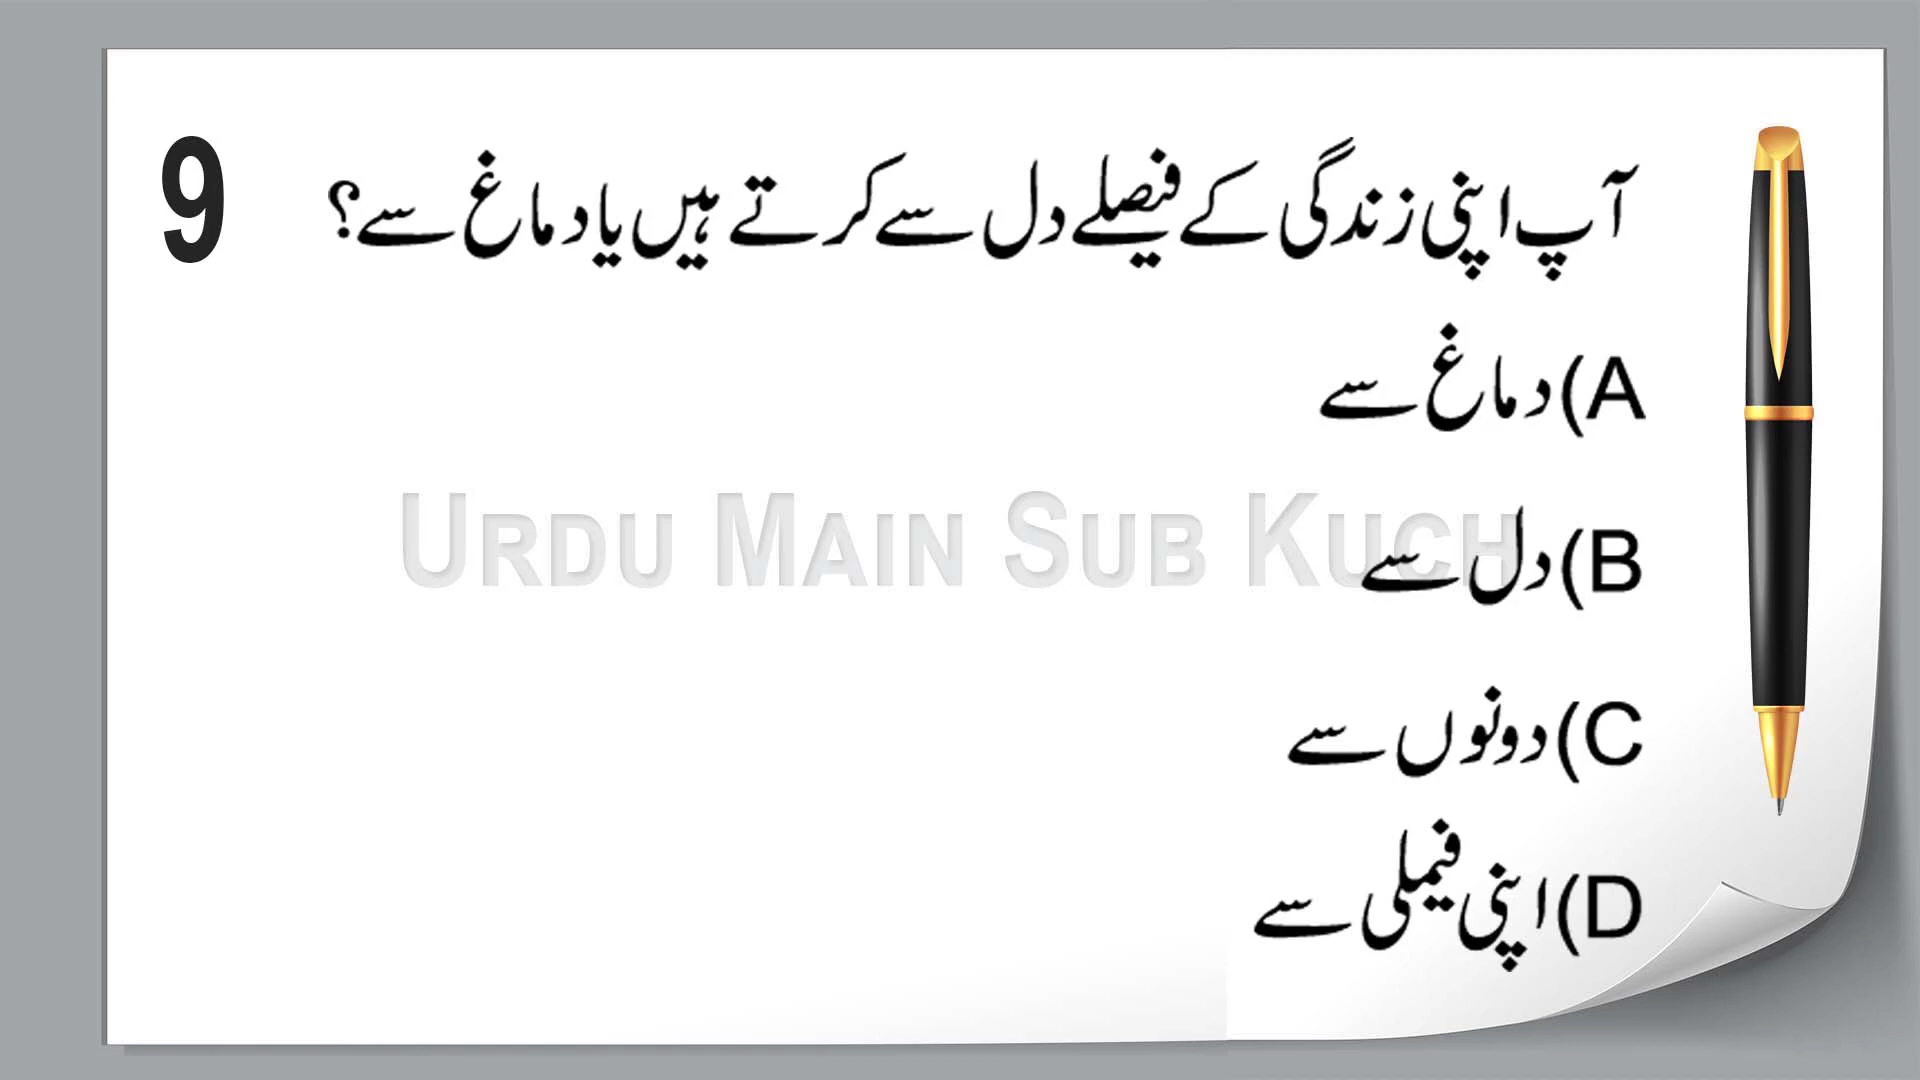 9
آپ اپنی زندگی کے فیصلے دل سے کرتے ہیں یا دماغ سے؟
A) دماغ سے
URDU MAIN SUB KUCH
B) دل سے
C) دونوں سے
D) اپنی فیملی سے